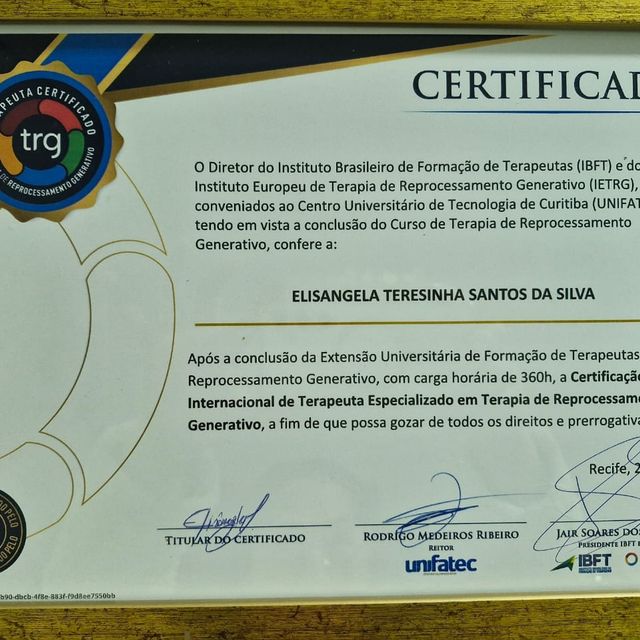 CERTIFICAD
TERAPEUTA CERTIFICADO
trg
DE REPROCESSAMENTO GENERATIVO
O Diretor do Instituto Brasileiro de Formação de Terapeutas (IBFT) e do
Instituto Europeu de Terapia de Reprocessamento Generativo (IETRG),
conveniados ao Centro Universitário de Tecnologia de Curitiba (UNIFAT
tendo em vista a conclusão do Curso de Terapia de Reprocessamento
Generativo, confere a:
ELISANGELA TERESINHA SANTOS DA SILVA
Após a conclusão da Extensão Universitária de Formação de Terapeutas
Reprocessamento Generativo, com carga horária de 360h, a Certificação
Internacional de Terapeuta Especializado em Terapia de Reprocessame
Generativo, a fim de que possa gozar de todos os direitos e prerrogativa
Recife, 2
TITULAR DO CERTIFICADO
RODRIGO MEDEIROS RIBEIRO
REITOR
unifatec
JAIR SOARES DOS
PRESIDENTE IBFT E
IBFT
DO PELO
b90-dbcb-4f8e-883f-f9d8ee7550bb